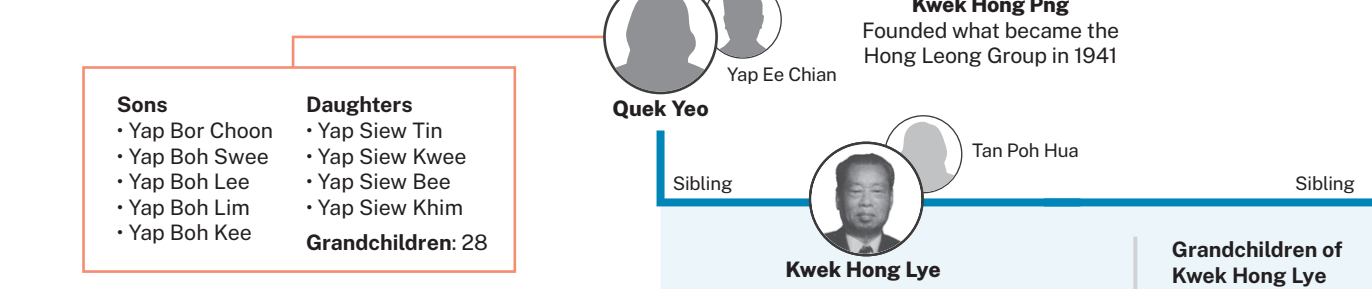 Kwek Hong Png
Founded what became the
Hong Leong Group in 1941
Yap Ee Chian
Quek Yeo
Sons
• Yap Bor Choon
• Yap Boh Swee
• Yap Boh Lee
• Yap Boh Lim
• Yap Boh Kee
Daughters
• Yap Siew Tin
• Yap Siew Kwee
• Yap Siew Bee
• Yap Siew Khim
Grandchildren: 28
Sibling
Tan Poh Hua
Sibling
Kwek Hong Lye
Grandchildren of
Kwek Hong Lye